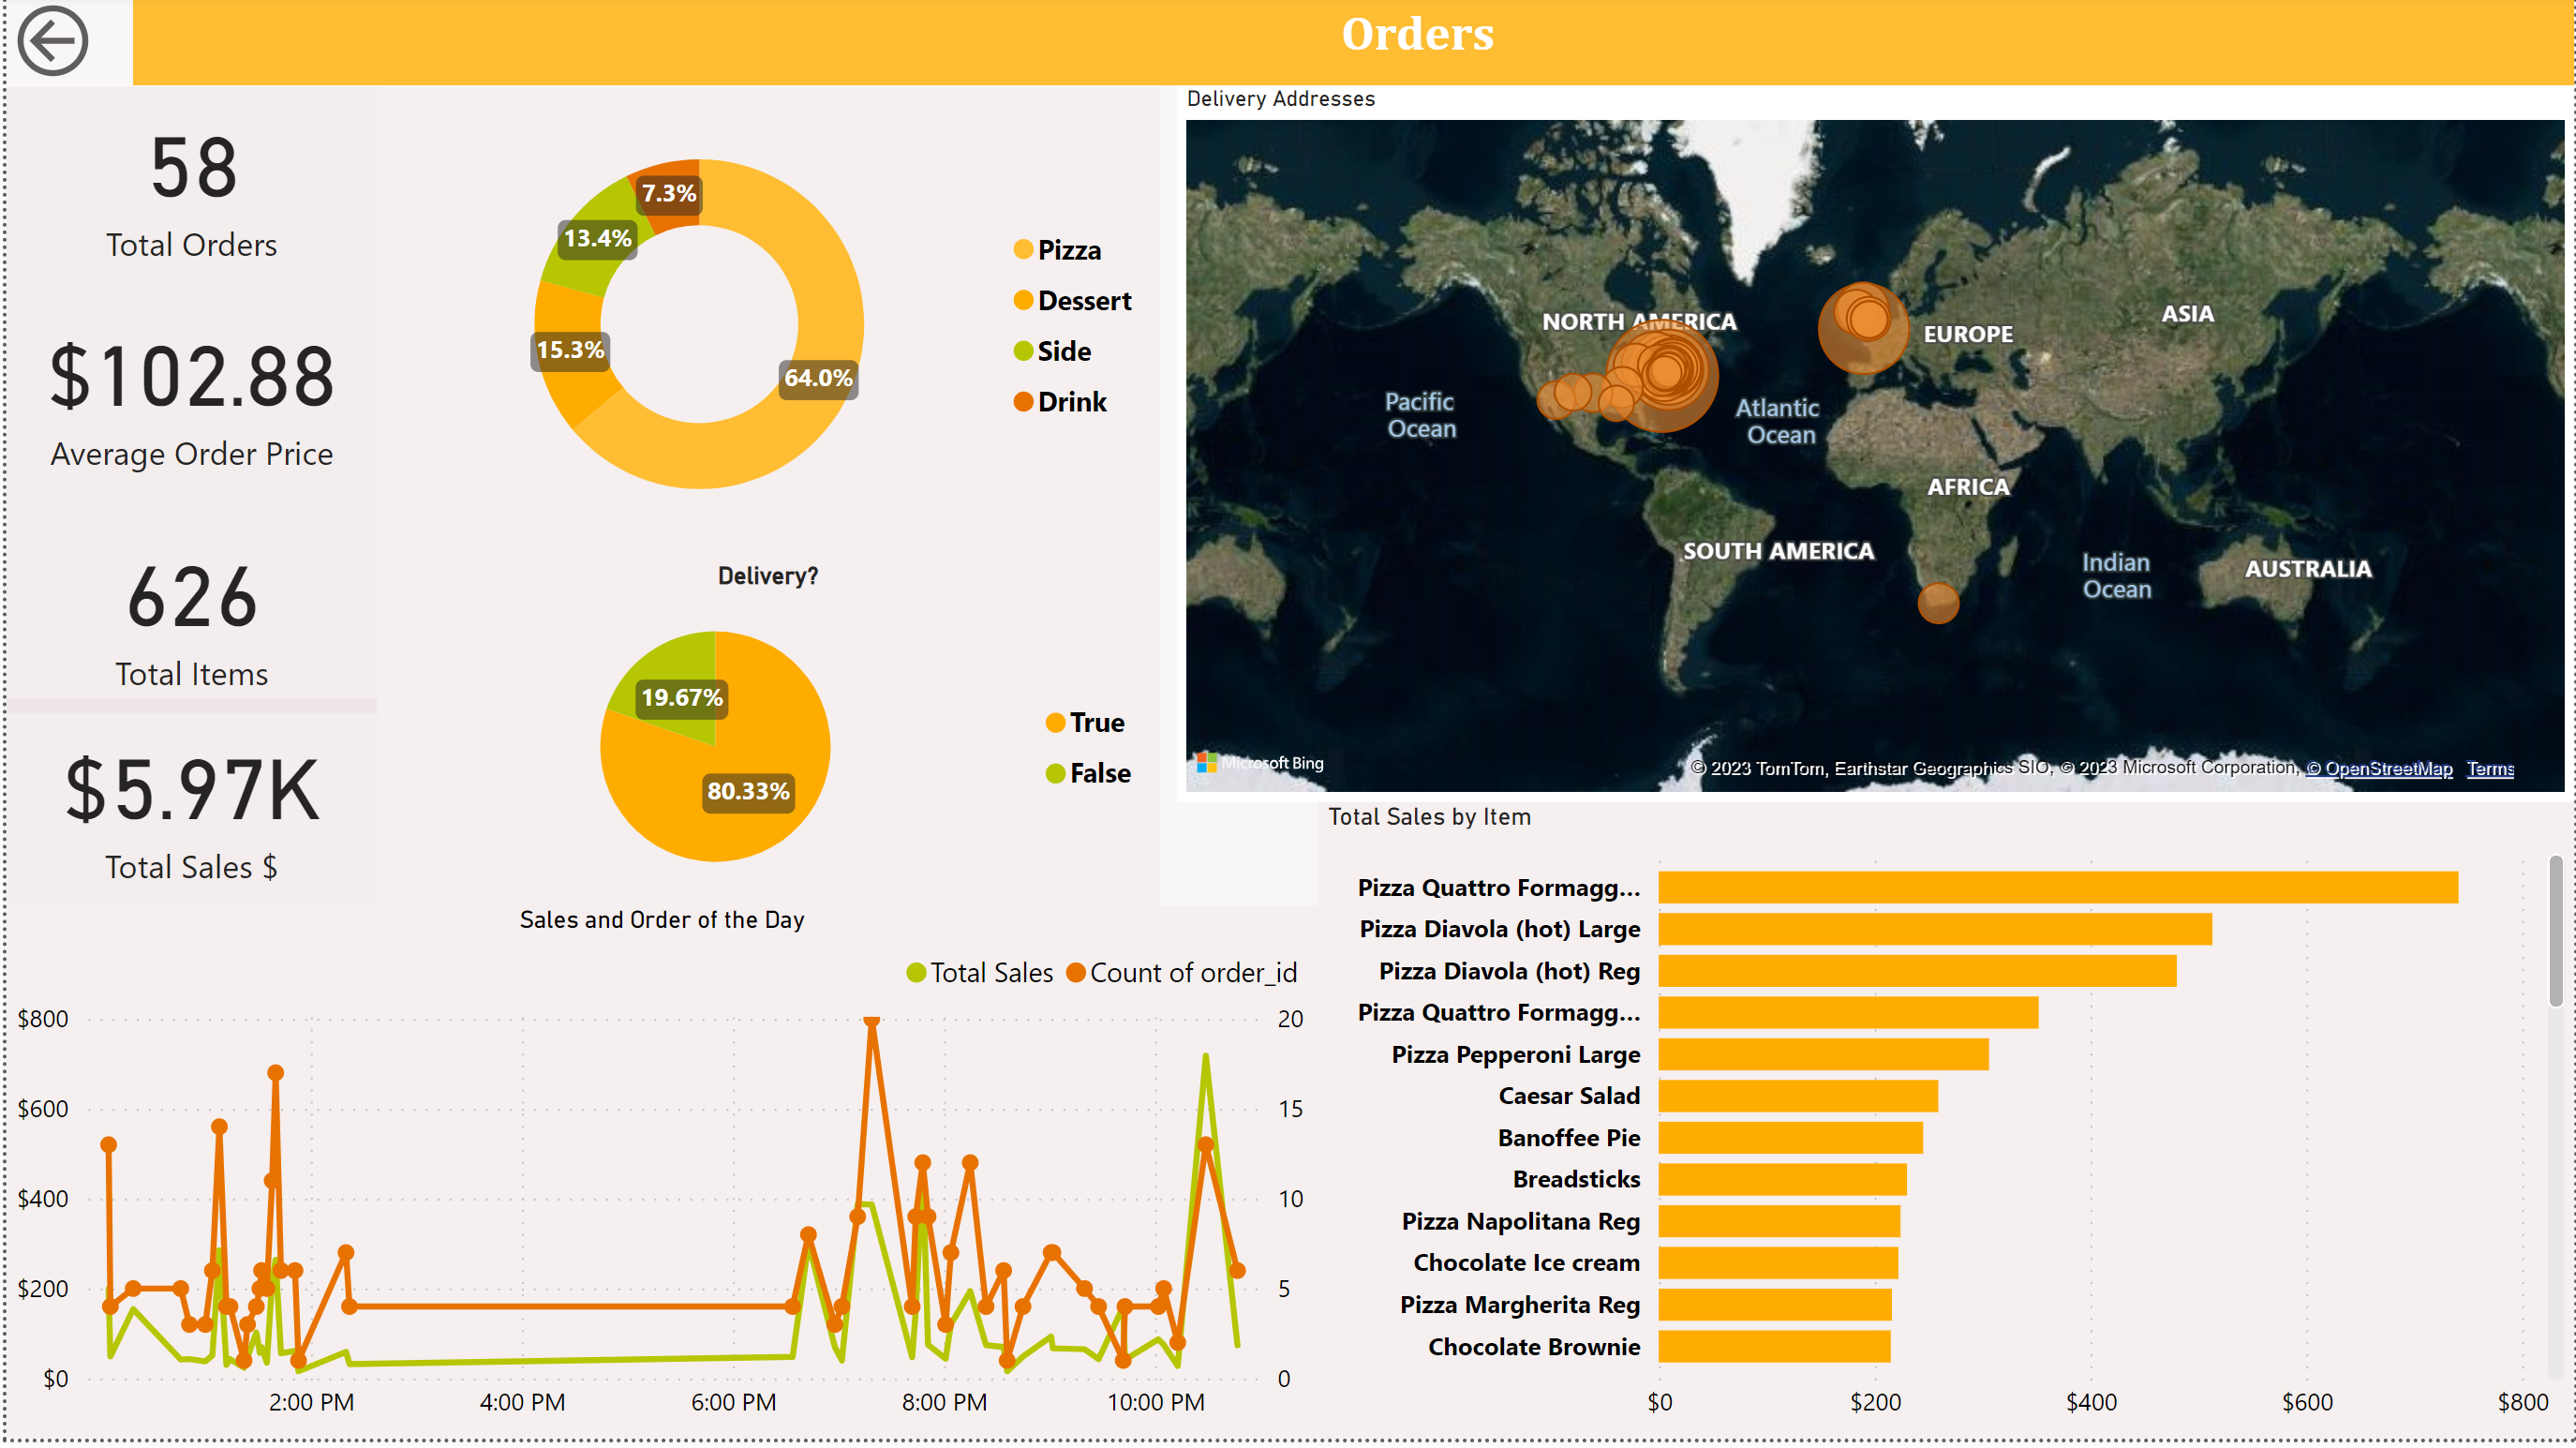 Orders
58
Total Orders
$102.88
Average Order Price
626
Total Items
$5.97K
Total Sales $
7.3%
13.4%
15.3%
64.0%
Pizza
Dessert
Side
Drink
Delivery?
19.67%
80.33%
True
False
Delivery Addresses
NORTH AMERICA
EUROPE
ASIA
Pacific
Ocean
Atlantic
Ocean
AFRICA
SOUTH AMERICA
Indian
Ocean
AUSTRALIA
Microsoft Bing
© 2023 TomTom, Earthstar Geographics SIO, © 2023 Microsoft Corporation, © OpenStreetMap Terms
Sales and Order of the Day
Total Sales Count of order_id
$800
$600
$400
$200
$0
20
15
10
5
0
2:00 PM 4:00 PM 6:00 PM 8:00 PM 10:00 PM
Total Sales by Item
Pizza Quattro Formagg...
Pizza Diavola (hot) Large
Pizza Diavola (hot) Reg
Pizza Quattro Formagg...
Pizza Pepperoni Large
Caesar Salad
Banoffee Pie
Breadsticks
Pizza Napolitana Reg
Chocolate Ice cream
Pizza Margherita Reg
Chocolate Brownie
$0 $200 $400 $600 $800